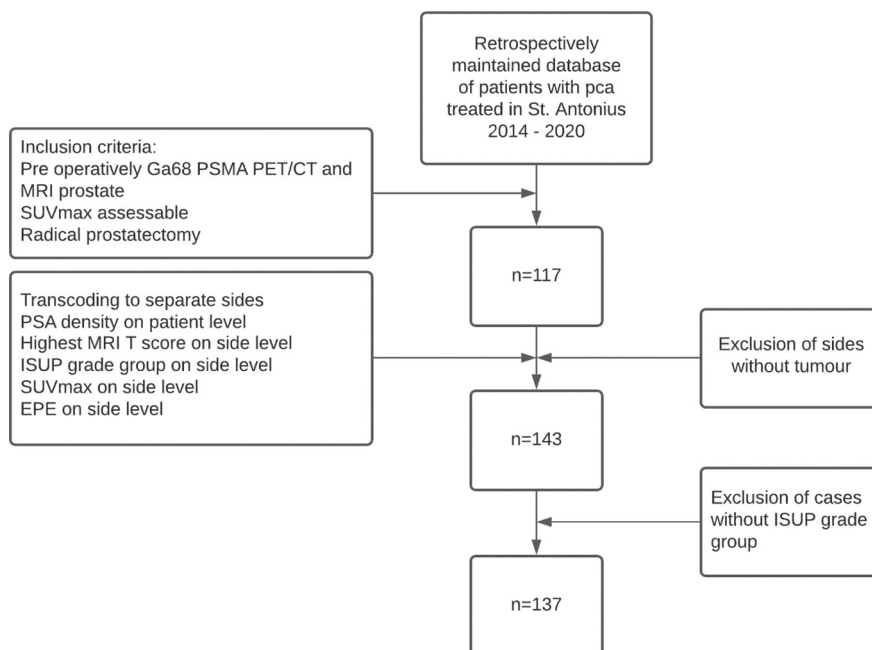 Retrospectively
maintained database
of patients with pca
treated in St. Antonius
2014 - 2020
Inclusion criteria:
Pre operatively Ga68 PSMA PET/CT and
MRI prostate
SUVmax assessable
Radical prostatectomy
n=117
Transcoding to separate sides
PSA density on patient level
Highest MRI T score on side level
ISUP grade group on side level
SUVmax on side level
EPE on side level
Exclusion of sides
without tumour
n=143
Exclusion of cases
without ISUP grade
group
n=137